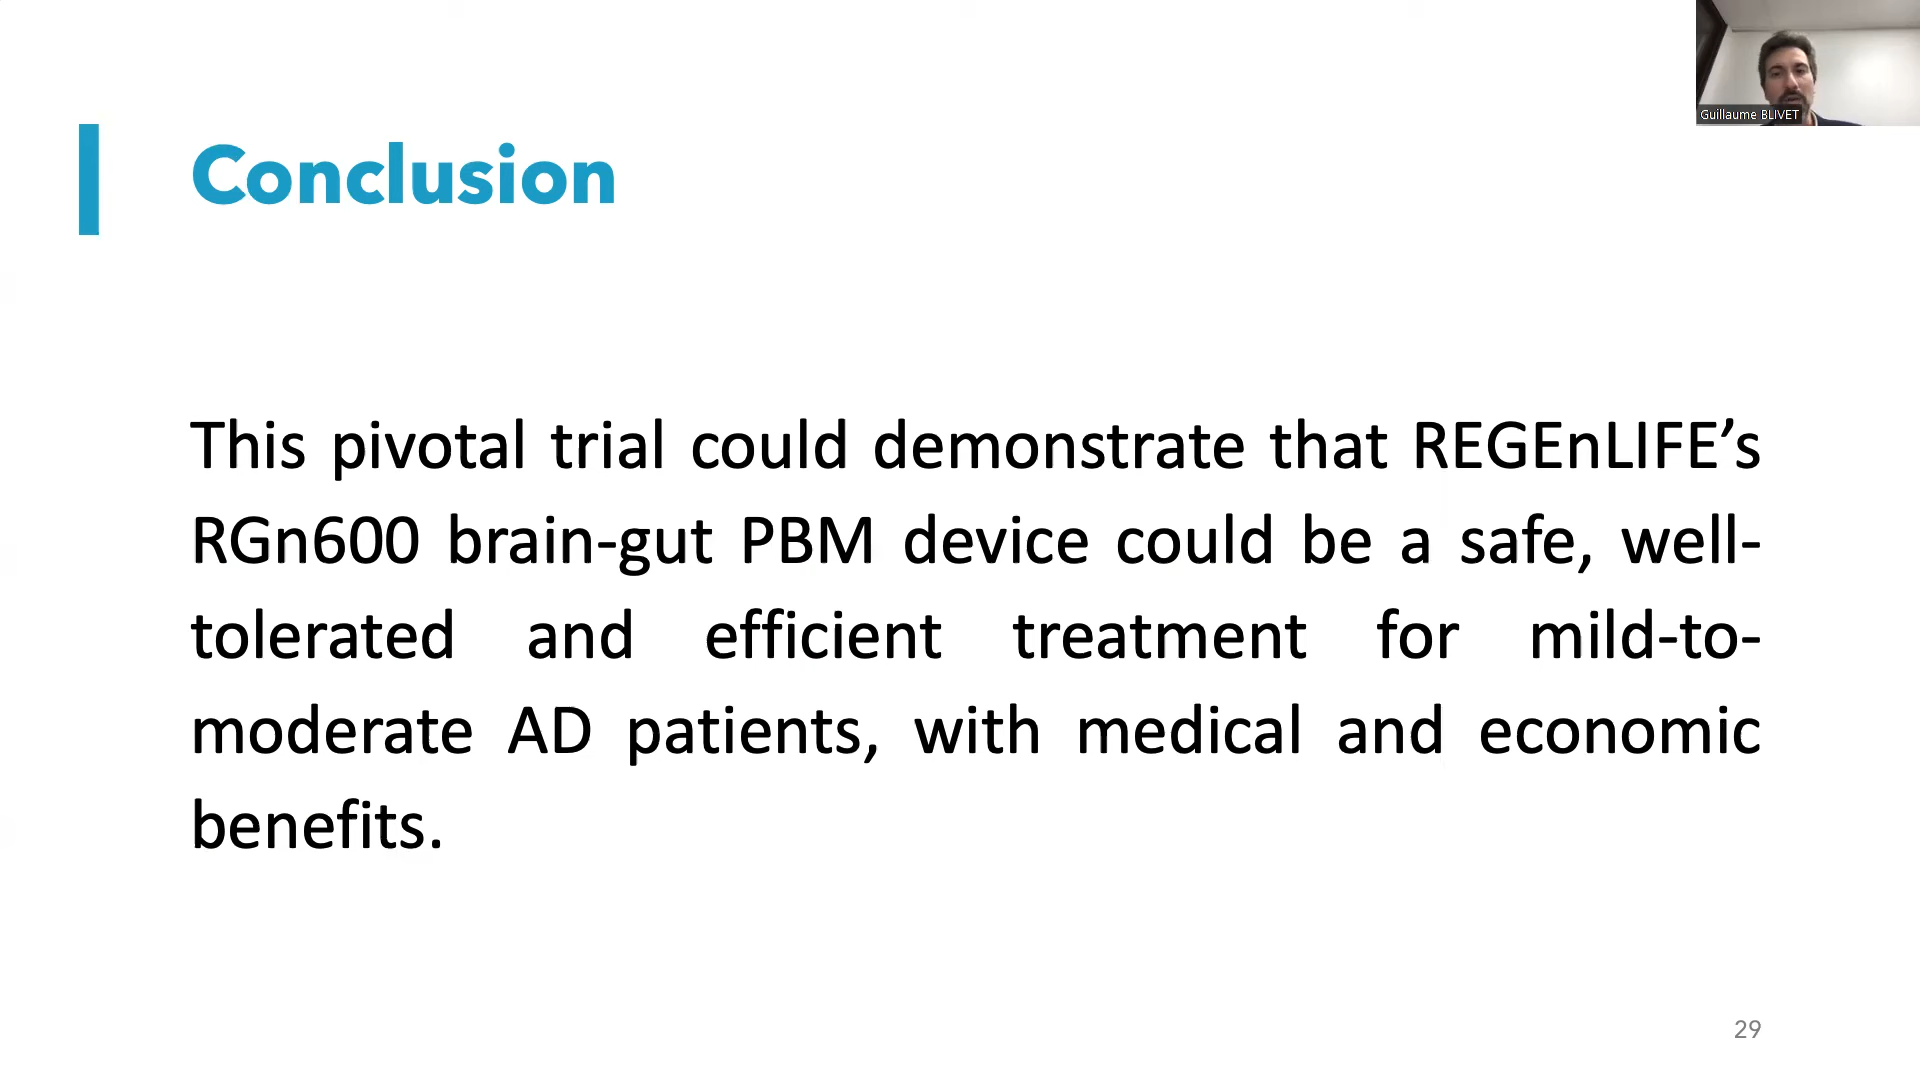 Guillaume BLIVET
Conclusion
This pivotal trial could demonstrate that REGEnLIFE’s
RGn600 brain-gut PBM device could be a safe, well-
tolerated and efficient treatment for mild-to-
moderate AD patients, with medical and economic
benefits.
29